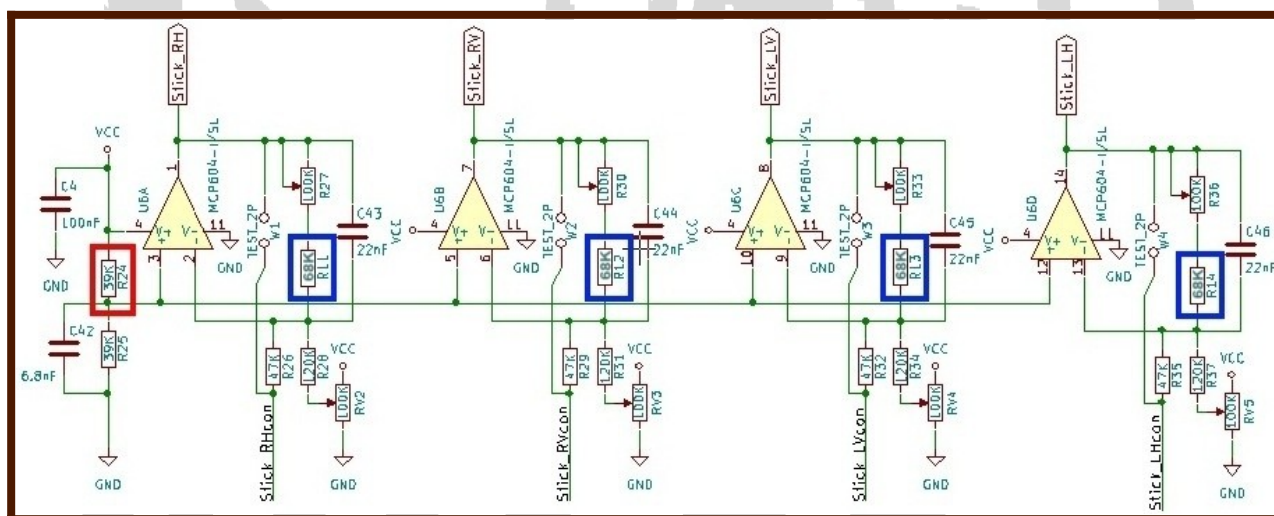 Stick_RH
VCC
C4
100nF
GND
4
V+
V-
1
11
3
2
U6A
MCP604-I/SL
GND
TEST_2P
W1
100K
R27
68K
R11
C43
22nF
39K
R24
C42
6.8nF
39K
R25
GND
47K
R26
120K
R28
VCC
100K
RV2
GND
Stick_RHcon
Stick_RV
VCC
4
V+
V-
7
11
5
6
U6B
MCP604-I/SL
GND
TEST_2P
W2
100K
R30
68K
R12
C44
22nF
47K
R29
120K
R31
VCC
100K
RV3
GND
Stick_RVcon
Stick_LV
VCC
4
V+
V-
8
11
10
9
U6C
MCP604-I/SL
GND
TEST_2P
W3
100K
R33
68K
R13
C45
22nF
47K
R32
120K
R34
VCC
100K
RV4
GND
Stick_LVcon
Stick_LH
VCC
4
V+
V-
14
11
12
13
U6D
MCP604-I/SL
GND
TEST_2P
W4
100K
R36
68K
R14
C46
22nF
47K
R35
120K
R37
VCC
100K
RV5
GND
Stick_LHcon